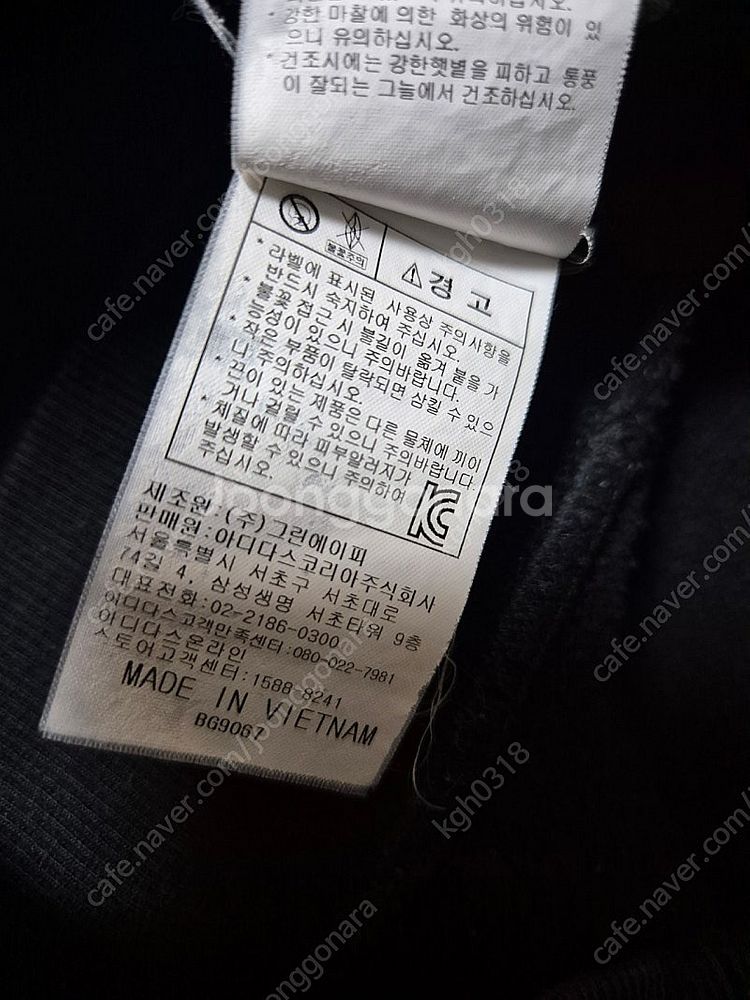 · 강한 마찰에 의한 화상의 위험이 있
으니 유의하십시오.
· 건조시에는 강한햇볕을 피하고 통풍
이 잘되는 그늘에서 건조하십시오.
불꽃주의
경 고
* 라벨에 표시된 사용상 주의사항을
반드시 숙지하여 주십시오.
* 불꽃 접근 시 불길이 옮겨 붙을 가
능성이 있으니 주의바랍니다.
* 작은 부품이 탈락되면 삼킬 수 있으
니 주의하십시오.
* 끈이 있는 제품은 다른 물체에 끼이
거나 걸릴 수 있으니 주의바랍니다.
* 체질에 따라 피부알러지가
발생할 수 있으니 주의하여
주십시오.
KC
제조원 : (주)그린에이피
판매원 : 아디다스코리아주식회사
서울특별시 서초구 서초대로
74길 4, 삼성생명 서초타워 9층
대표전화 : 02-2186-0300
아디다스고객만족센터 : 080-022-7981
아디다스온라인
스토어고객센터 : 1588-8241
MADE IN VIETNAM
BG9067
joonggonara
cafe.naver.com/joonggonara
kgh0318